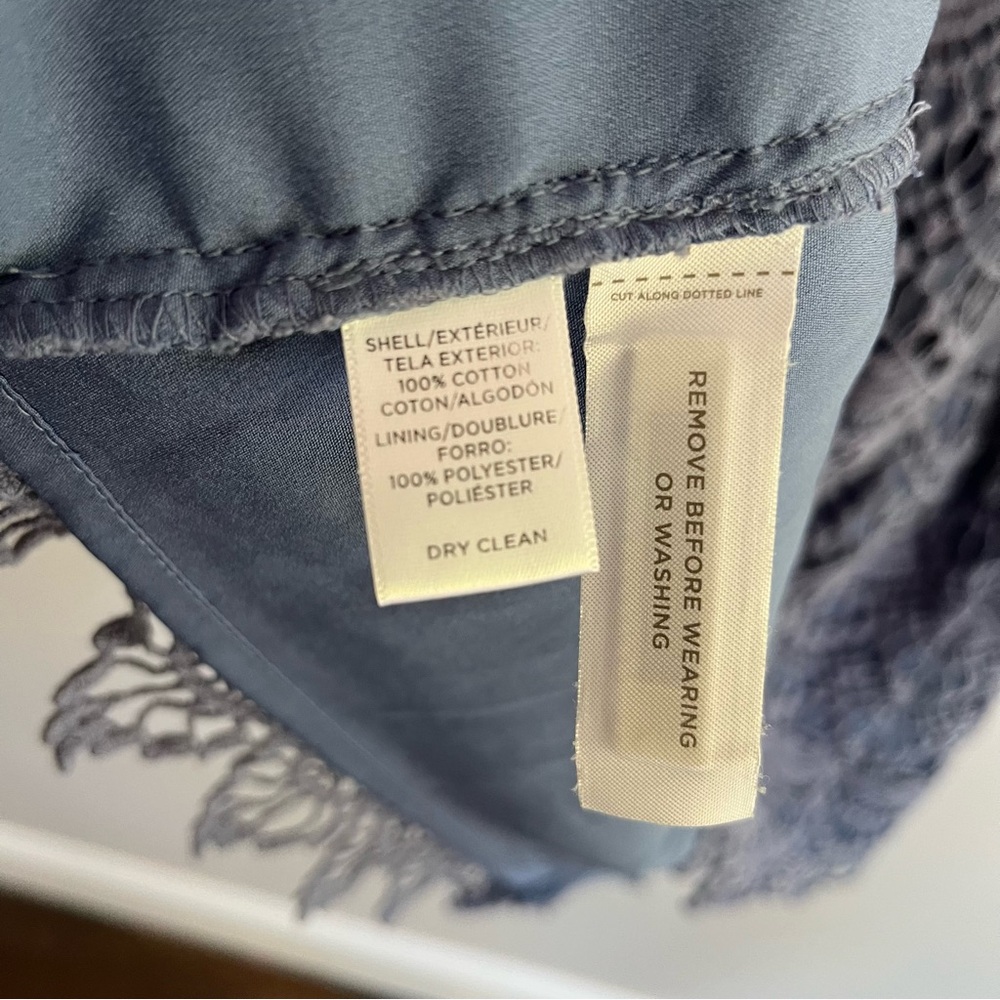 SHELL/EXTÉRIEUR/
TELA EXTERIOR:
100% COTTON
COTON/ALGODÓN
LINING/DOUBLURE/
FORRO:
100% POLYESTER/
POLIÉSTER
DRY CLEAN
CUT ALONG DOTTED LINE
REMOVE BEFORE WEARING
OR WASHING